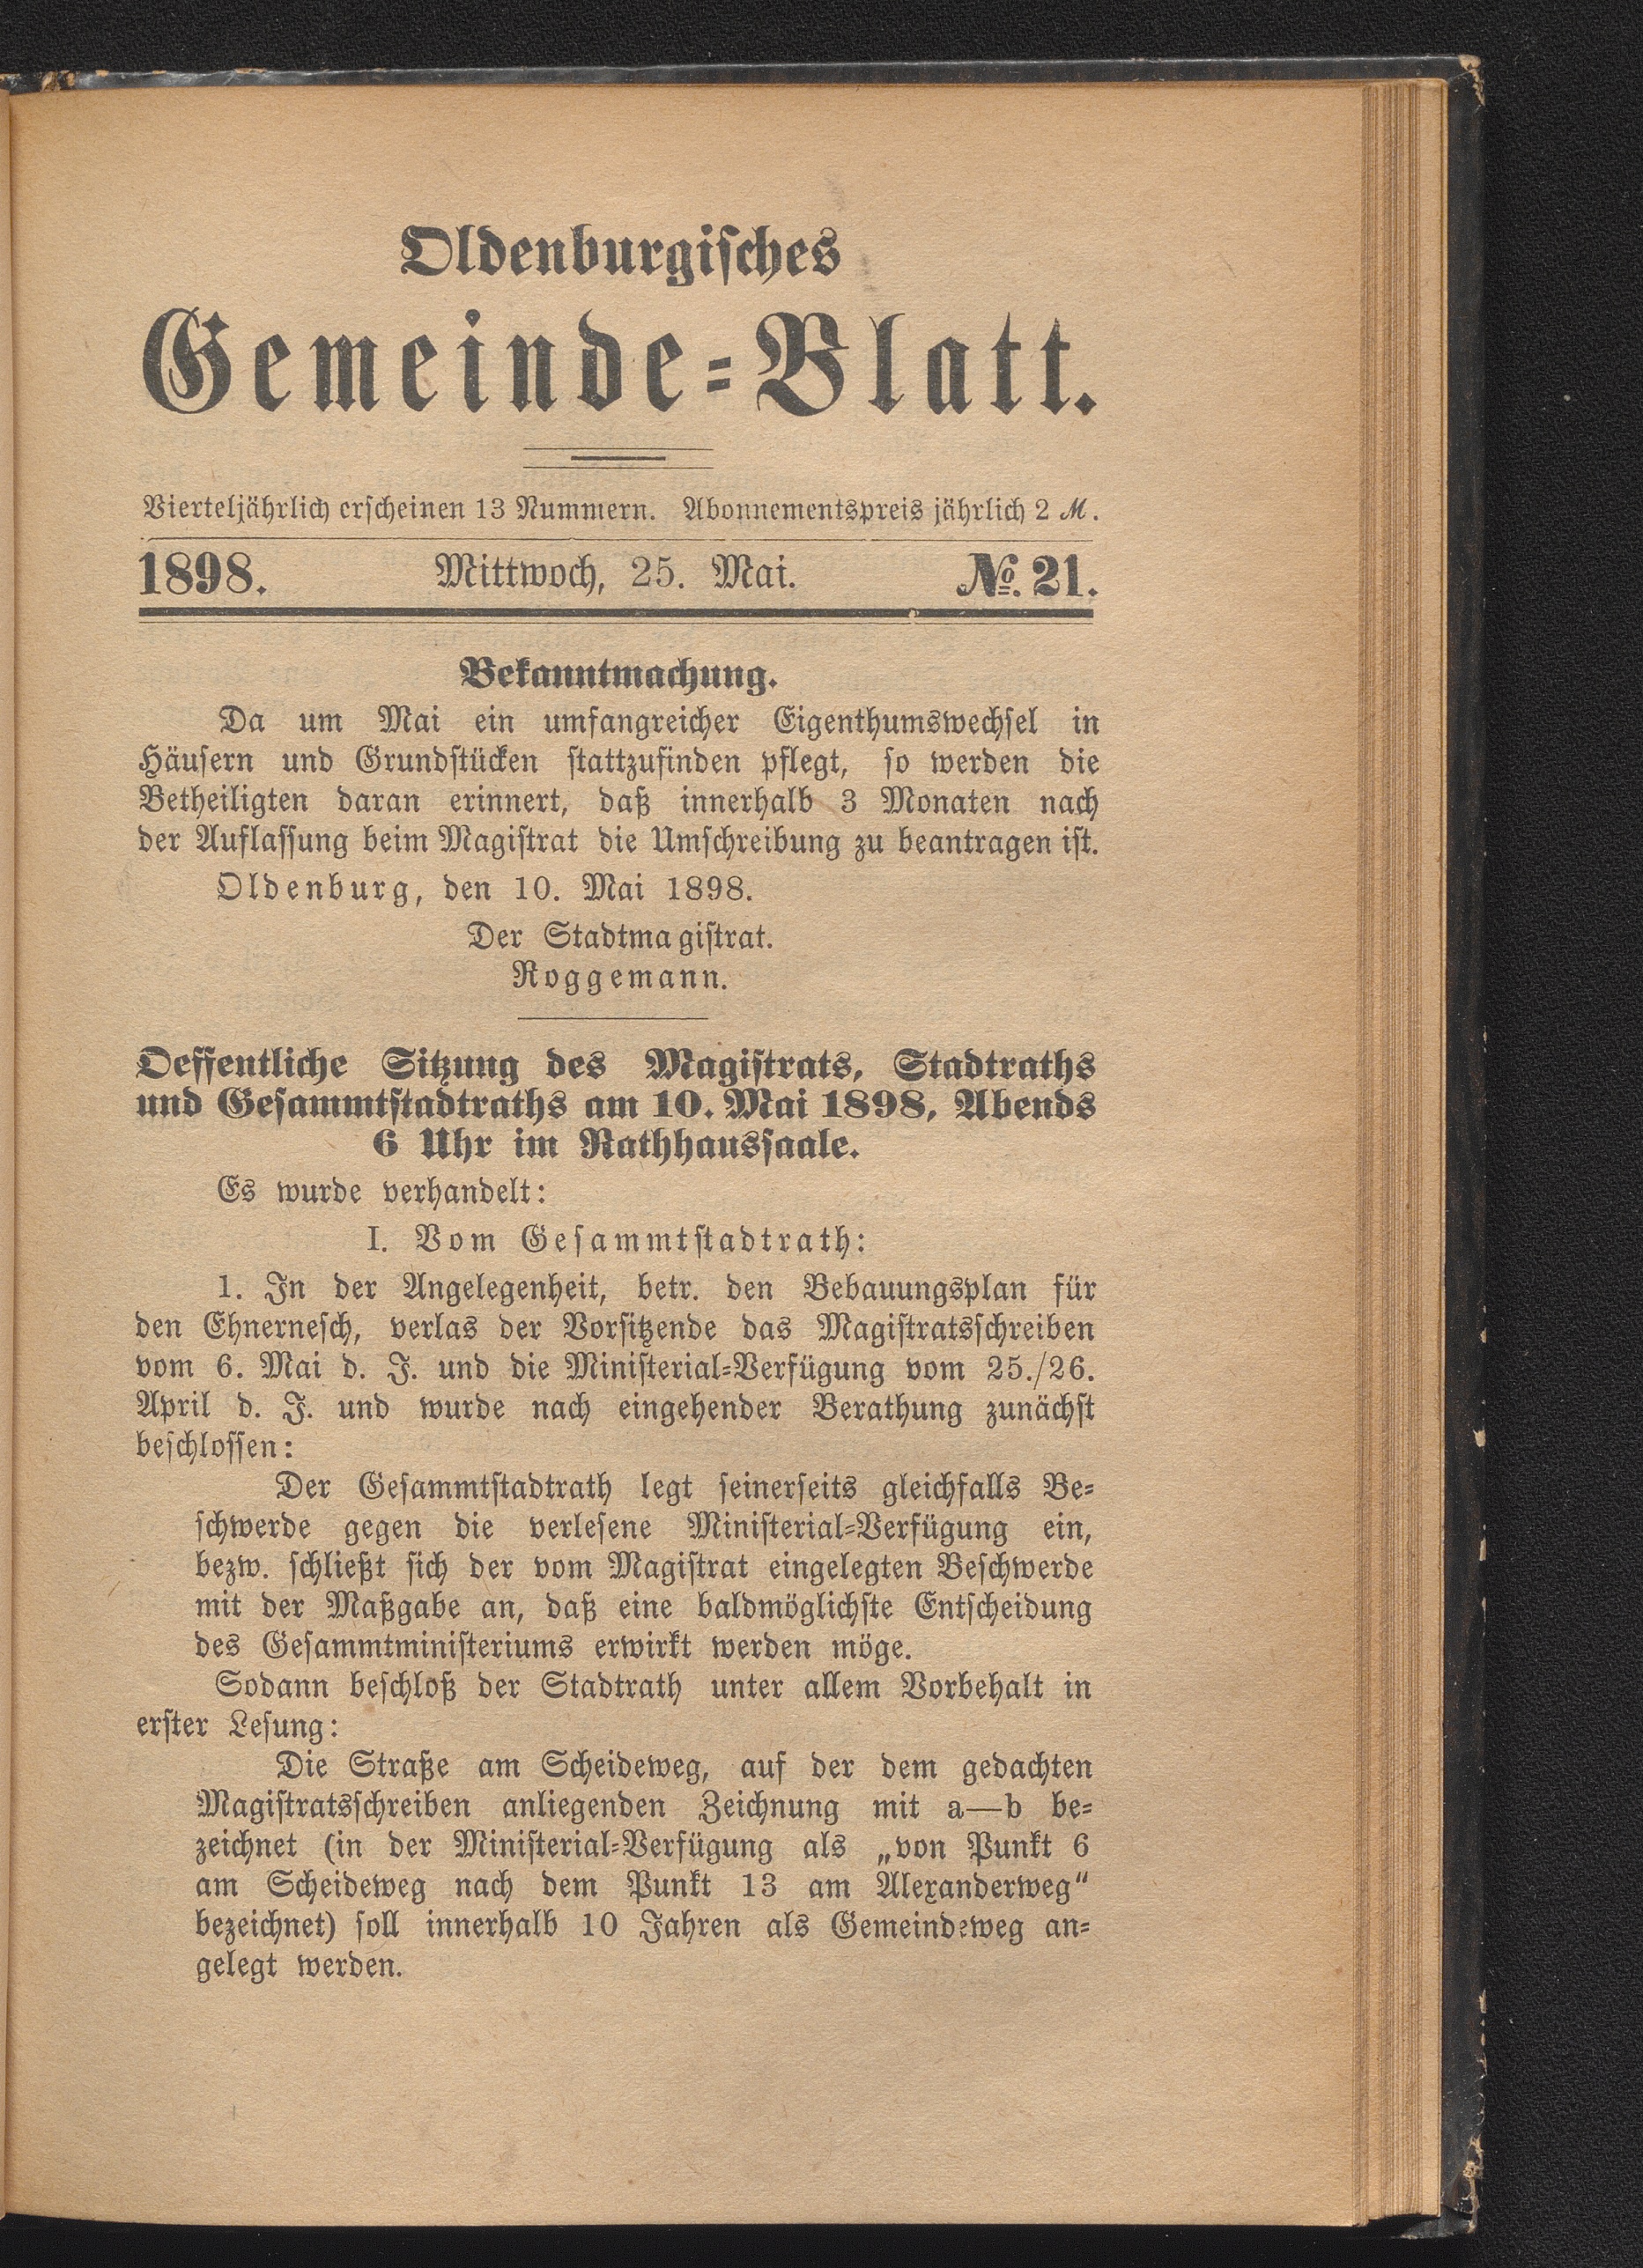 Oldenburgisches
Gemeinde-Blatt.
Vierteljährlich erscheinen 13 Nummern. Abonnementspreis jährlich 2 ℳ.
1898. Mittwoch, 25. Mai. №. 21.
Bekanntmachung.
Da um Mai ein umfangreicher Eigenthumswechsel in
Häusern und Grundstücken stattzufinden pflegt, so werden die
Betheiligten daran erinnert, daß innerhalb 3 Monaten nach
der Auflassung beim Magistrat die Umschreibung zu beantragen ist.
Oldenburg, den 10. Mai 1898.
Der Stadtmagistrat.
Roggemann.
Oeffentliche Sitzung des Magistrats, Stadtraths
und Gesammtstadtraths am 10. Mai 1898, Abends
6 Uhr im Rathhaussaale.
Es wurde verhandelt:
I. Vom Gesammtstadtrath:
1. In der Angelegenheit, betr. den Bebauungsplan für
den Ehnernesch, verlas der Vorsitzende das Magistratsschreiben
vom 6. Mai d. J. und die Ministerial-Verfügung vom 25./26.
April d. J. und wurde nach eingehender Berathung zunächst
beschlossen:
Der Gesammtstadtrath legt seinerseits gleichfalls Be-
schwerde gegen die verlesene Ministerial-Verfügung ein,
bezw. schließt sich der vom Magistrat eingelegten Beschwerde
mit der Maßgabe an, daß eine baldmöglichste Entscheidung
des Gesammtministeriums erwirkt werden möge.
Sodann beschloß der Stadtrath unter allem Vorbehalt in
erster Lesung:
Die Straße am Scheideweg, auf der dem gedachten
Magistratsschreiben anliegenden Zeichnung mit a—b be-
zeichnet (in der Ministerial-Verfügung als „von Punkt 6
am Scheideweg nach dem Punkt 13 am Alexanderweg“
bezeichnet) soll innerhalb 10 Jahren als Gemeindeweg an-
gelegt werden.